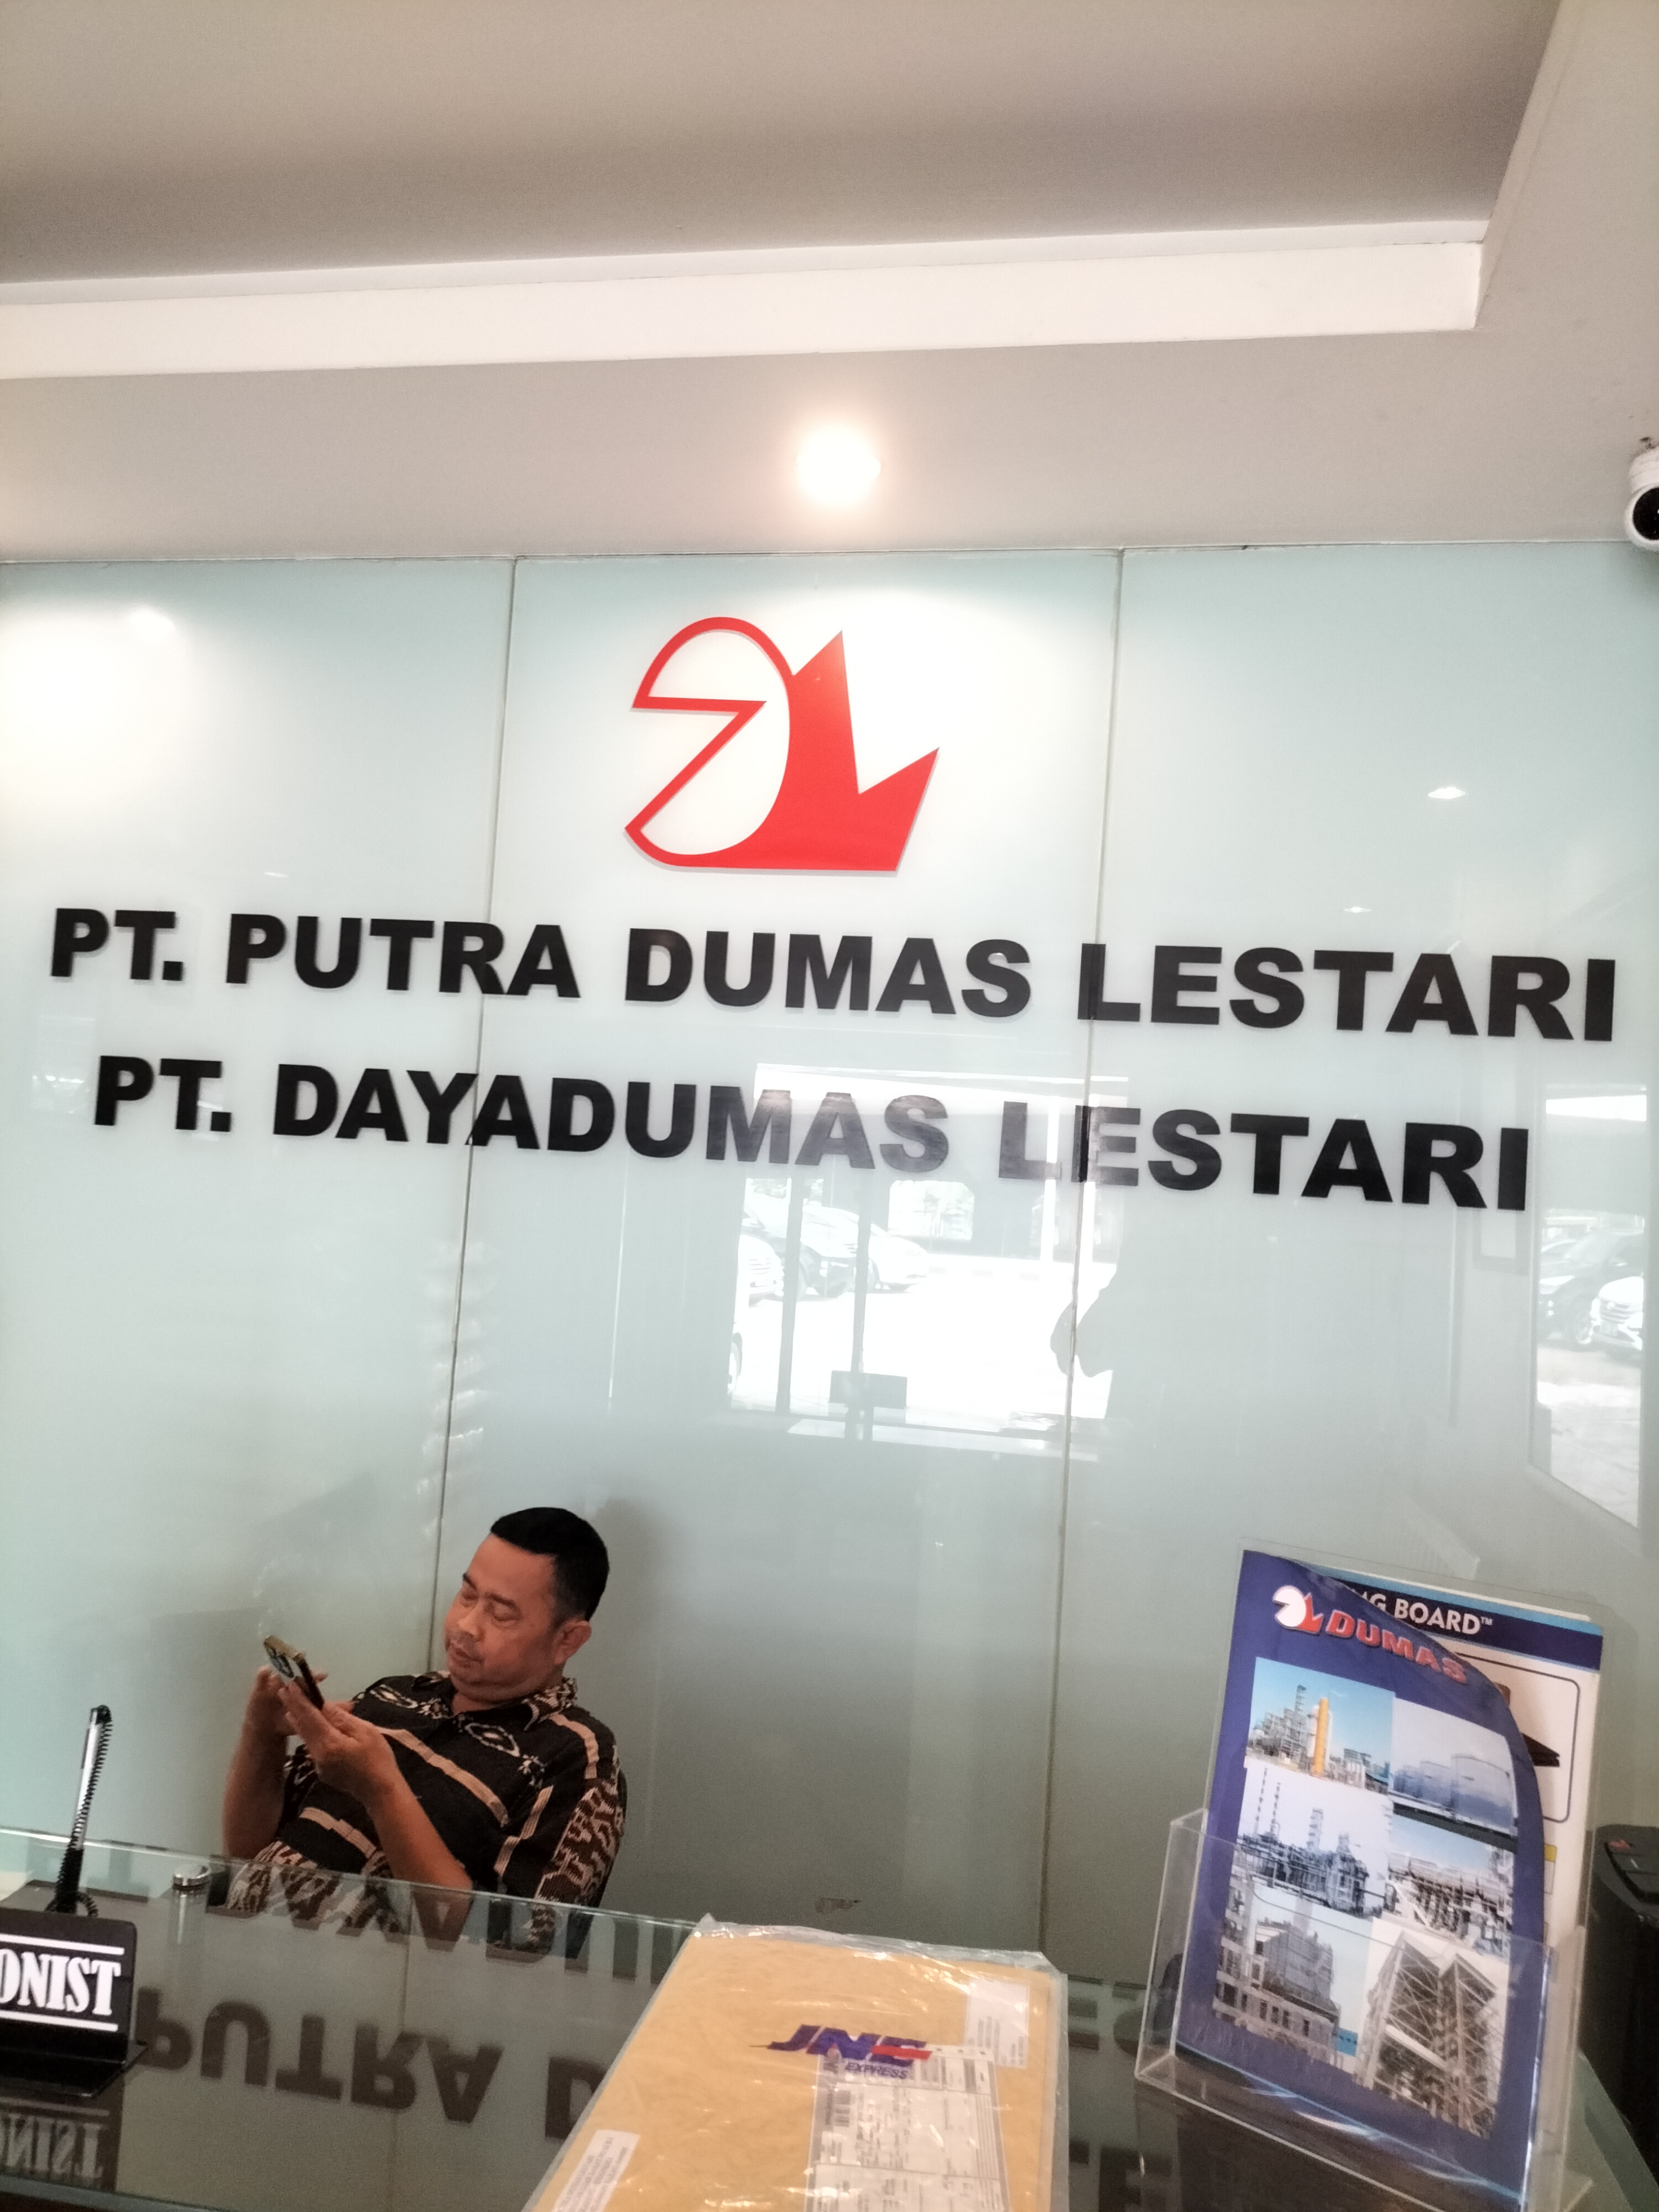 PT. PUTRA DUMAS LESTARI
PT. DAYADUMAS LESTARI
BOARD™
DUMAS
ONIST
JNE
EXPRESS